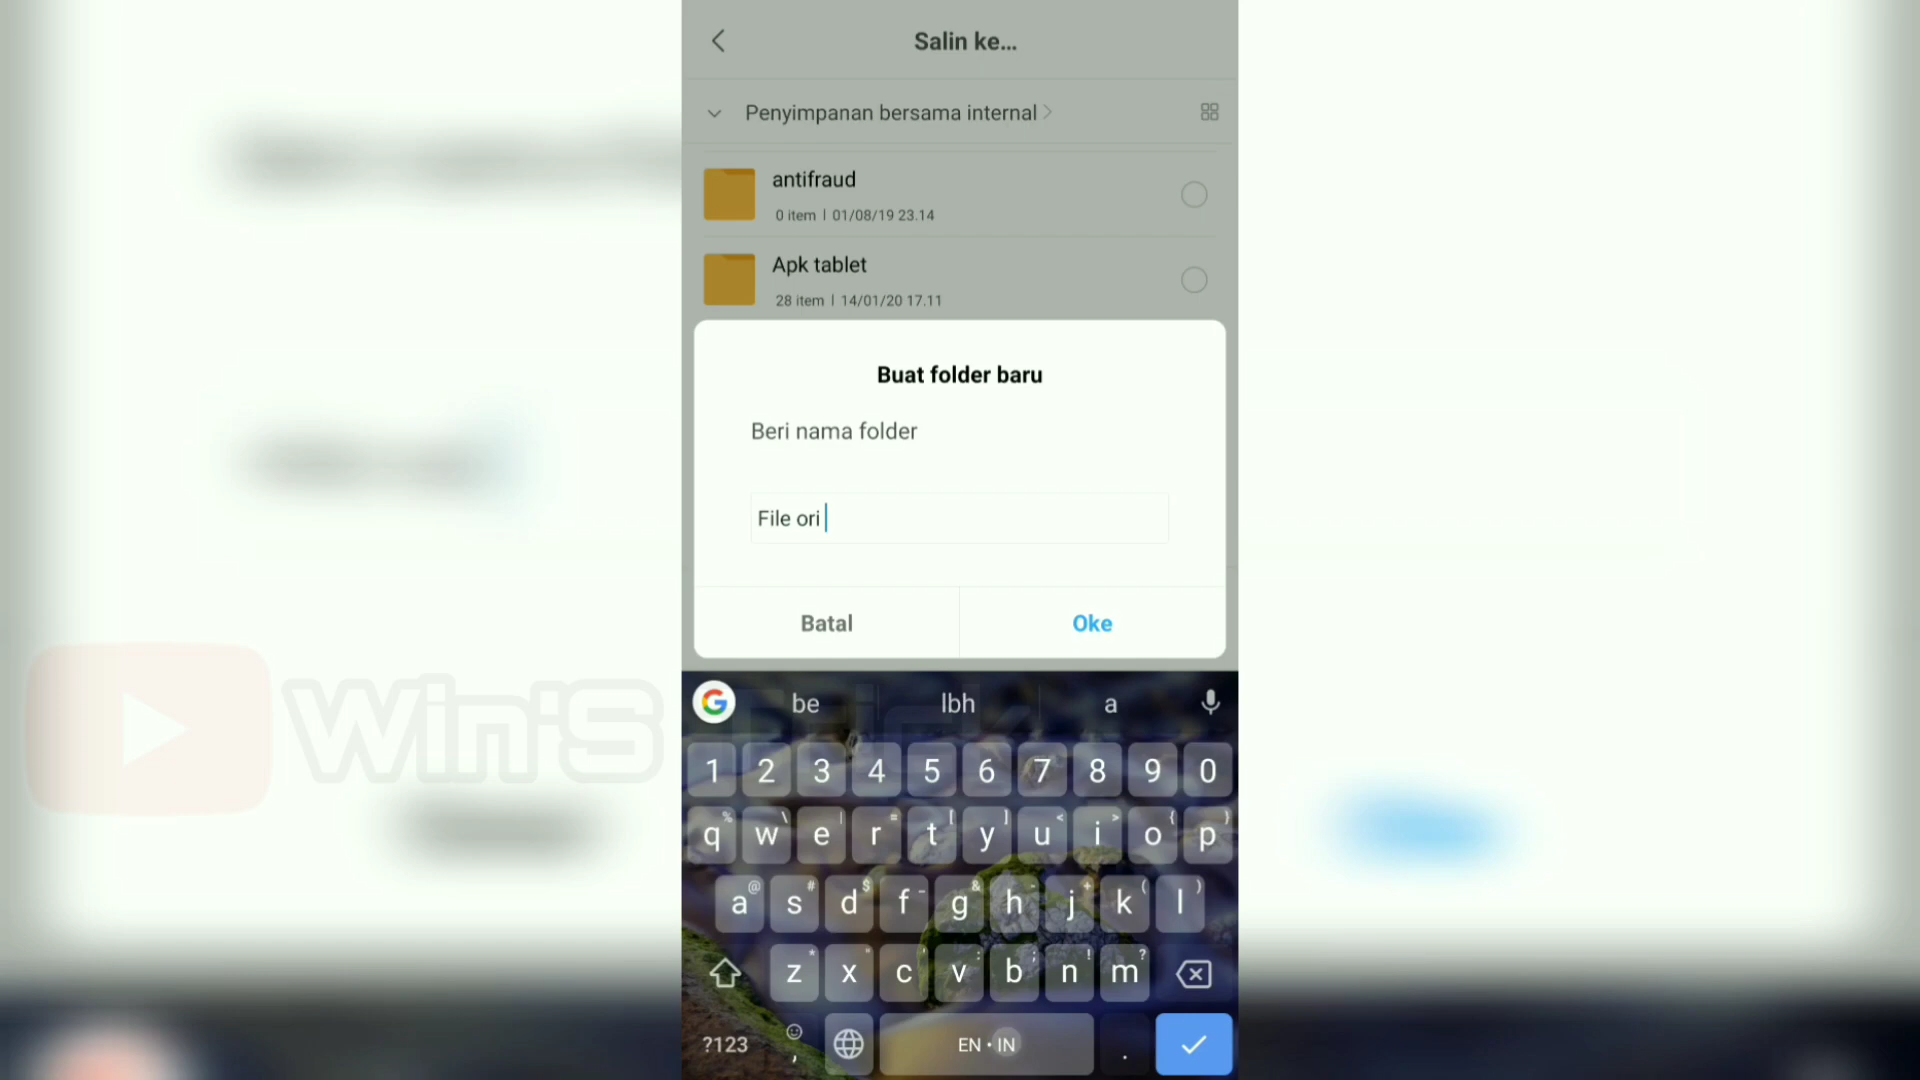 Salin ke...
Penyimpanan bersama internal
antifraud
0 item | 01/08/19 23.14
Apk tablet
28 item | 14/01/20 17.11
Buat folder baru
Beri nama folder
File ori
Batal
Oke
Win'S
be lbh a
1 2 3 4 5 6 7 8 9 0
% \ | = [ ] < > { }
q w e r t y u i o p
@ # $ _ & - + ( )
a s d f g h j k l
* " ' : ; ! ?
z x c v b n m
?123 , EN • IN .